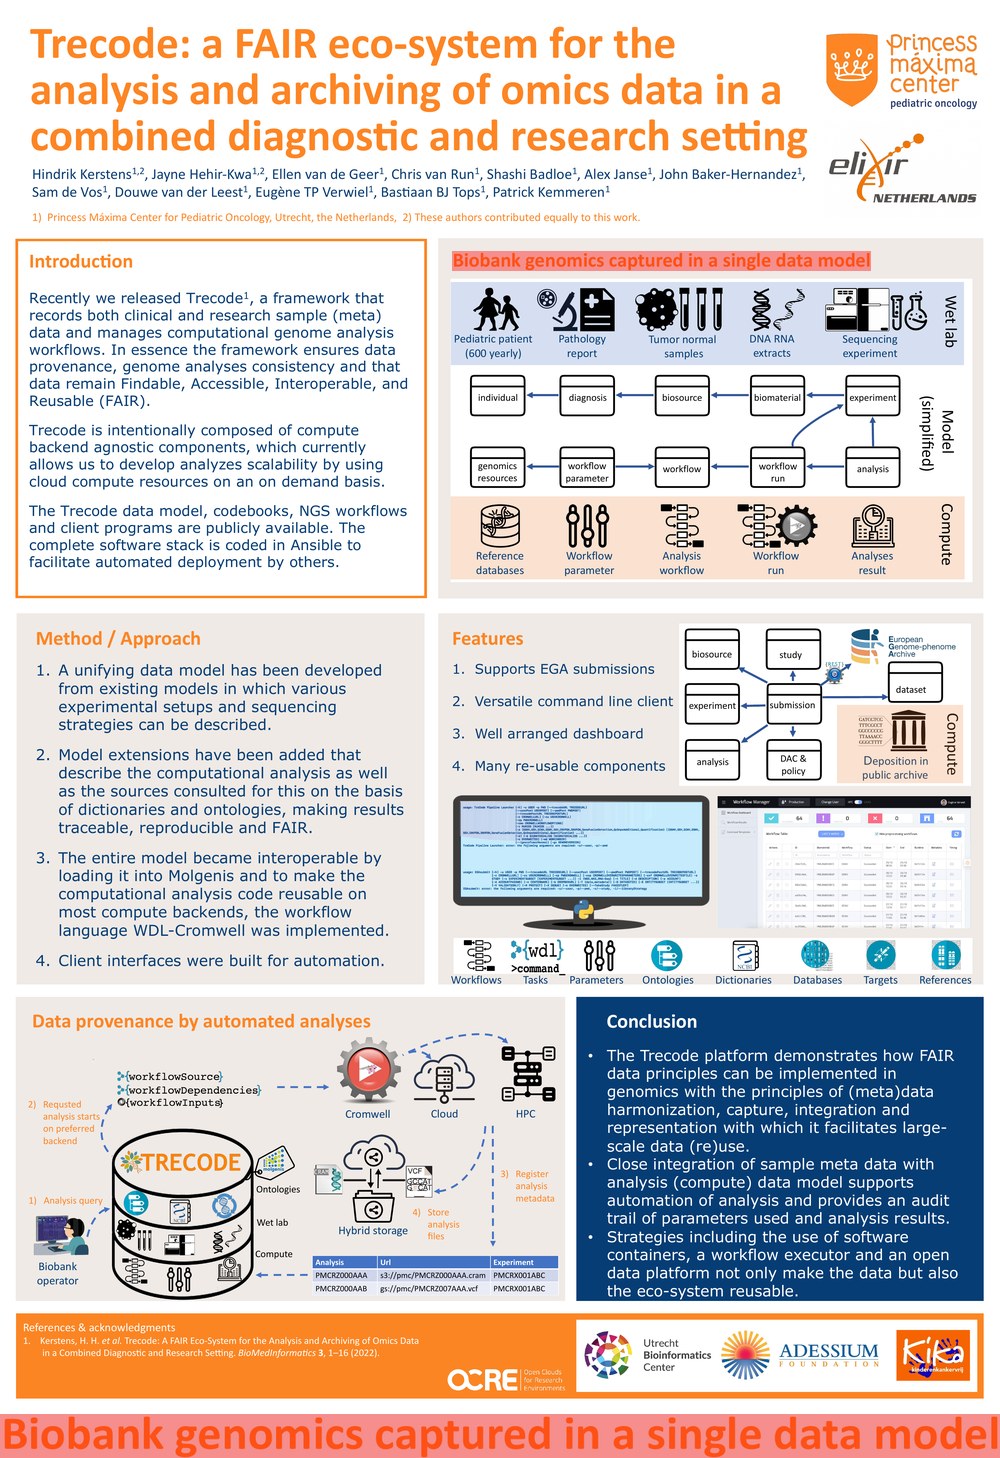 Trecode: a FAIR eco-system for the
analysis and archiving of omics data in a
combined diagnostic and research setting
Hindrik Kerstens1,2, Jayne Hehir-Kwa1,2, Ellen van de Geer1, Chris van Run1, Shashi Badloe1, Alex Janse1, John Baker-Hernandez1,
Sam de Vos1, Douwe van der Leest1, Eugène TP Verwiel1, Bastiaan BJ Tops1, Patrick Kemmeren1
1) Princess Máxima Center for Pediatric Oncology, Utrecht, the Netherlands, 2) These authors contributed equally to this work.
Princess
máxima
center
pediatric oncology
elixir
NETHERLANDS
Introduction
Recently we released Trecode1, a framework that
records both clinical and research sample (meta)
data and manages computational genome analysis
workflows. In essence the framework ensures data
provenance, genome analyses consistency and that
data remain Findable, Accessible, Interoperable, and
Reusable (FAIR).
Trecode is intentionally composed of compute
backend agnostic components, which currently
allows us to develop analyzes scalability by using
cloud compute resources on an on demand basis.
The Trecode data model, codebooks, NGS workflows
and client programs are publicly available. The
complete software stack is coded in Ansible to
facilitate automated deployment by others.
Biobank genomics captured in a single data model
Pediatric patient
(600 yearly)
Pathology
report
Tumor normal
samples
DNA RNA
extracts
Sequencing
experiment
Wet lab
individual
diagnosis
biosource
biomaterial
experiment
Model
(simplified)
genomics
resources
workflow
parameter
workflow
workflow
run
analysis
Reference
databases
Workflow
parameter
Analysis
workflow
Workflow
run
Analyses
result
Compute
Method / Approach
1. A unifying data model has been developed
from existing models in which various
experimental setups and sequencing
strategies can be described.
2. Model extensions have been added that
describe the computational analysis as well
as the sources consulted for this on the basis
of dictionaries and ontologies, making results
traceable, reproducible and FAIR.
3. The entire model became interoperable by
loading it into Molgenis and to make the
computational analysis code reusable on
most compute backends, the workflow
language WDL-Cromwell was implemented.
4. Client interfaces were built for automation.
Features
1. Supports EGA submissions
2. Versatile command line client
3. Well arranged dashboard
4. Many re-usable components
biosource
study
European
Genome-phenome
Archive
{REST}
dataset
experiment
submission
analysis
DAC &
policy
Deposition in
public archive
Compute
Workflow Manager
64
0
0
64
{wdl}
>command_
NCBI
Workflows
Tasks
Parameters
Ontologies
Dictionaries
Databases
Targets
References
Data provenance by automated analyses
{workflowSource}
{workflowDependencies}
{workflowInputs}
2) Requsted
analysis starts
on preferred
backend
Cromwell
Cloud
HPC
TRECODE
molgenis
Ontologies
1) Analysis query
NCBI
Wet lab
Biobank
operator
Compute
CRAM
VCF
Hybrid storage
3) Register
analysis
metadata
4) Store
analysis
files
Analysis Url Experiment
PMCRZ000AAA s3://pmc/PMCRZ000AAA.cram PMCRX001ABC
PMCRZ000AAB gs://pmc/PMCRZ007AAA.vcf PMCRX001ABC
Conclusion
• The Trecode platform demonstrates how FAIR
data principles can be implemented in
genomics with the principles of (meta)data
harmonization, capture, integration and
representation with which it facilitates large-
scale data (re)use.
• Close integration of sample meta data with
analysis (compute) data model supports
automation of analysis and provides an audit
trail of parameters used and analysis results.
• Strategies including the use of software
containers, a workflow executor and an open
data platform not only make the data but also
the eco-system reusable.
References & acknowledgments
1. Kerstens, H. H. et al. Trecode: A FAIR Eco-System for the Analysis and Archiving of Omics Data
in a Combined Diagnostic and Research Setting. BioMedInformatics 3, 1–16 (2022).
OCRE
Open Clouds
for Research
Environments
Utrecht
Bioinformatics
Center
ADESSIUM
FOUNDATION
KiKa
kinderenkankervrij
Biobank genomics captured in a single data model